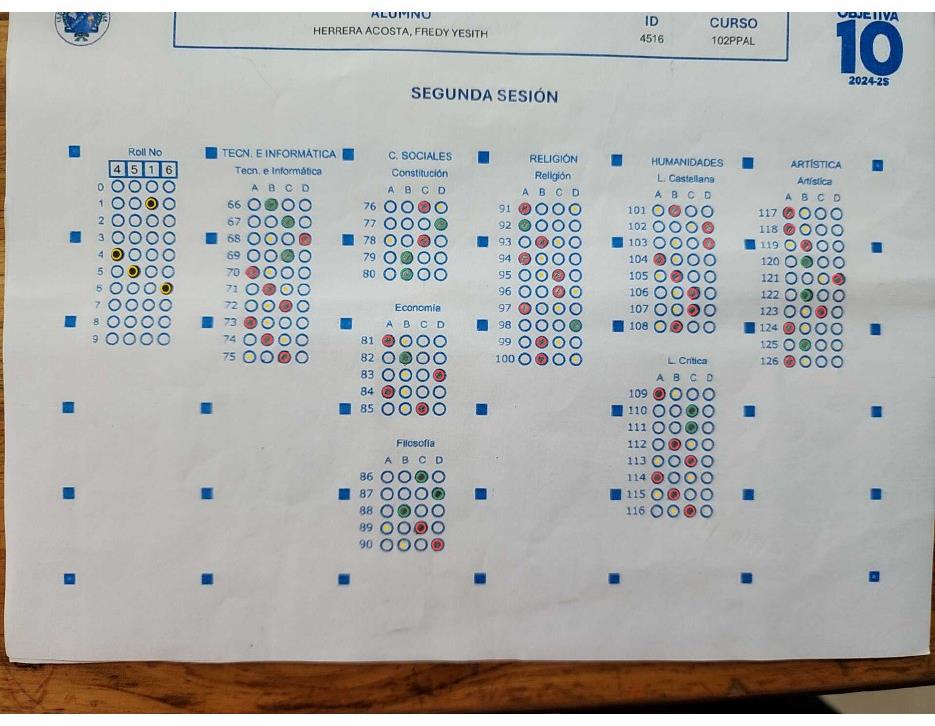 ALUMNO
HERRERA ACOSTA, FREDY YESITH
ID
4516
CURSO
102PPAL
OBJETIVA
10
2024-2S
SEGUNDA SESIÓN
Roll No
4 5 1 6
0
1
2
3
4
5
6
7
8
9
TECN. E INFORMÁTICA
Tecn. e Informática
A B C D
66
67
68
69
70
71
72
73
74
75
C. SOCIALES
Constitución
A B C D
76
77
78
79
80
Economía
A B C D
81
82
83
84
85
Filosofía
A B C D
86
87
88
89
90
RELIGIÓN
Religión
A B C D
91
92
93
94
95
96
97
98
99
100
HUMANIDADES
L. Castellana
A B C D
101
102
103
104
105
106
107
108
L. Crítica
A B C D
109
110
111
112
113
114
115
116
ARTÍSTICA
Artística
A B C D
117
118
119
120
121
122
123
124
125
126